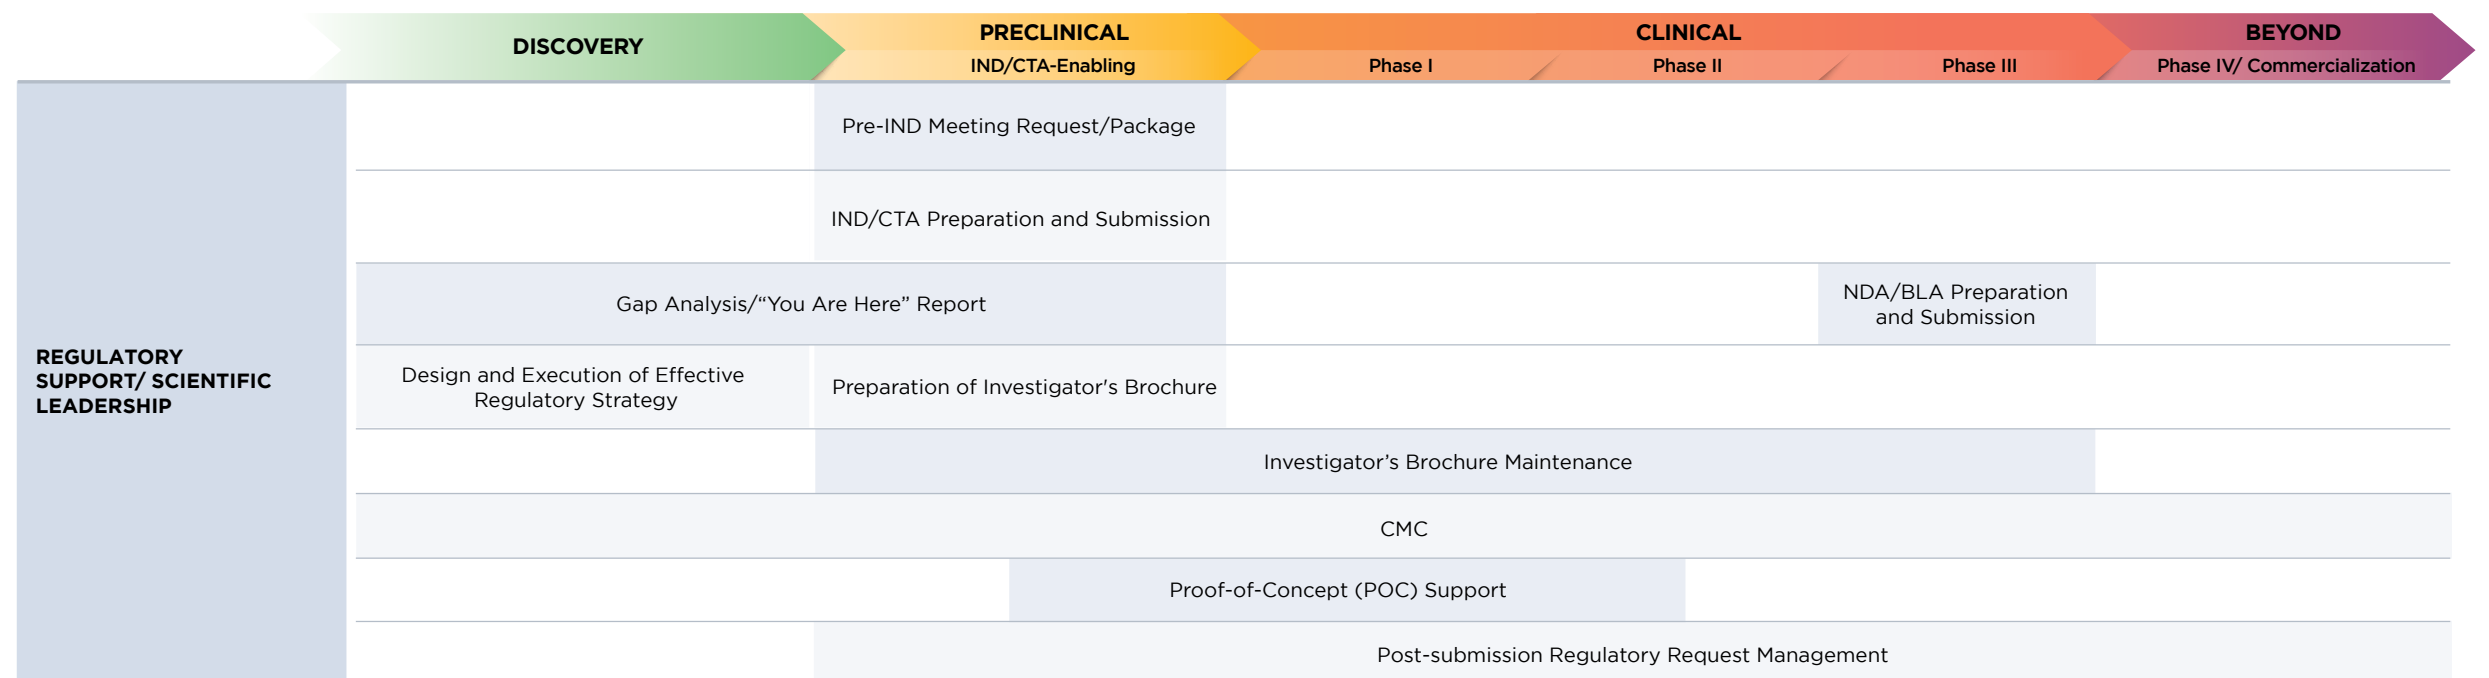 DISCOVERY
PRECLINICAL
IND/CTA-Enabling
CLINICAL
Phase I
Phase II
Phase III
BEYOND
Phase IV/ Commercialization
REGULATORY
SUPPORT/ SCIENTIFIC
LEADERSHIP
Pre-IND Meeting Request/Package
IND/CTA Preparation and Submission
Gap Analysis/“You Are Here” Report
NDA/BLA Preparation
and Submission
Design and Execution of Effective
Regulatory Strategy
Preparation of Investigator's Brochure
Investigator’s Brochure Maintenance
CMC
Proof-of-Concept (POC) Support
Post-submission Regulatory Request Management